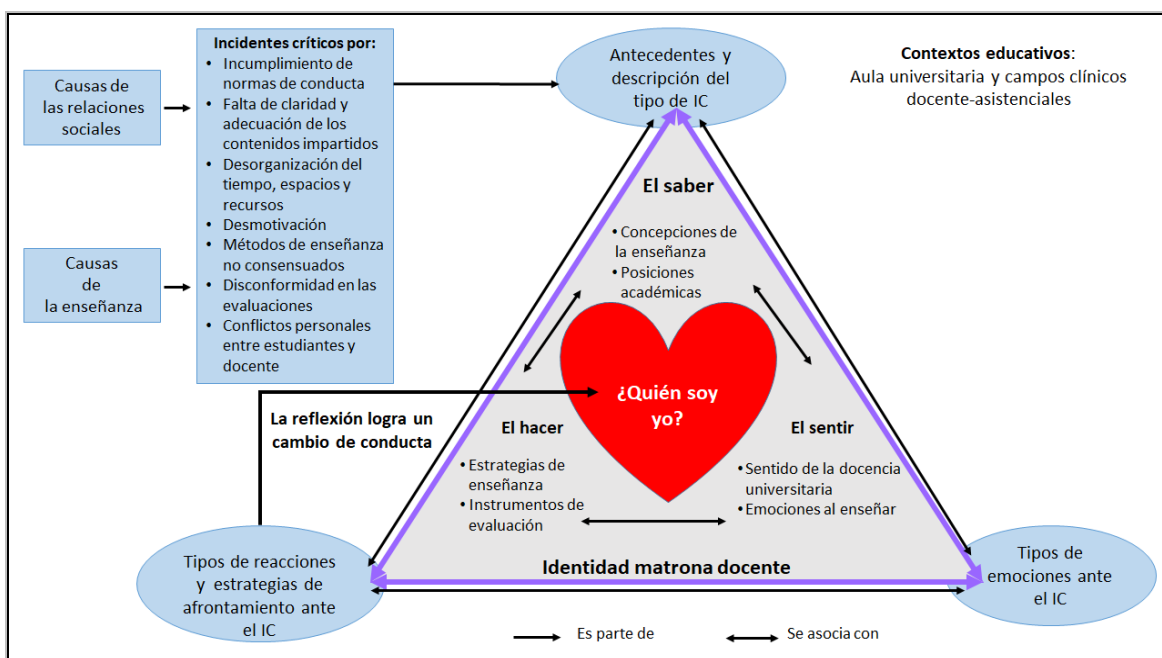 Causas de
las relaciones
sociales
Causas
de
la enseñanza
Incidentes críticos por:
• Incumplimiento de
normas de conducta
• Falta de claridad y
adecuación de los
contenidos impartidos
• Desorganización del
tiempo, espacios y
recursos
• Desmotivación
• Métodos de enseñanza
no consensuados
• Disconformidad en las
evaluaciones
• Conflictos personales
entre estudiantes y
docente
Antecedentes y
descripción del
tipo de IC
Contextos educativos:
Aula universitaria y campos clínicos
docente-asistenciales
El saber
• Concepciones de
la enseñanza
• Posiciones
académicas
¿Quién soy
yo?
La reflexión logra un
cambio de conducta
El hacer
• Estrategias de
enseñanza
• Instrumentos de
evaluación
El sentir
• Sentido de la docencia
universitaria
• Emociones al enseñar
Identidad matrona docente
Tipos de reacciones
y estrategias de
afrontamiento ante
el IC
Tipos de
emociones ante
el IC
Es parte de
Se asocia con